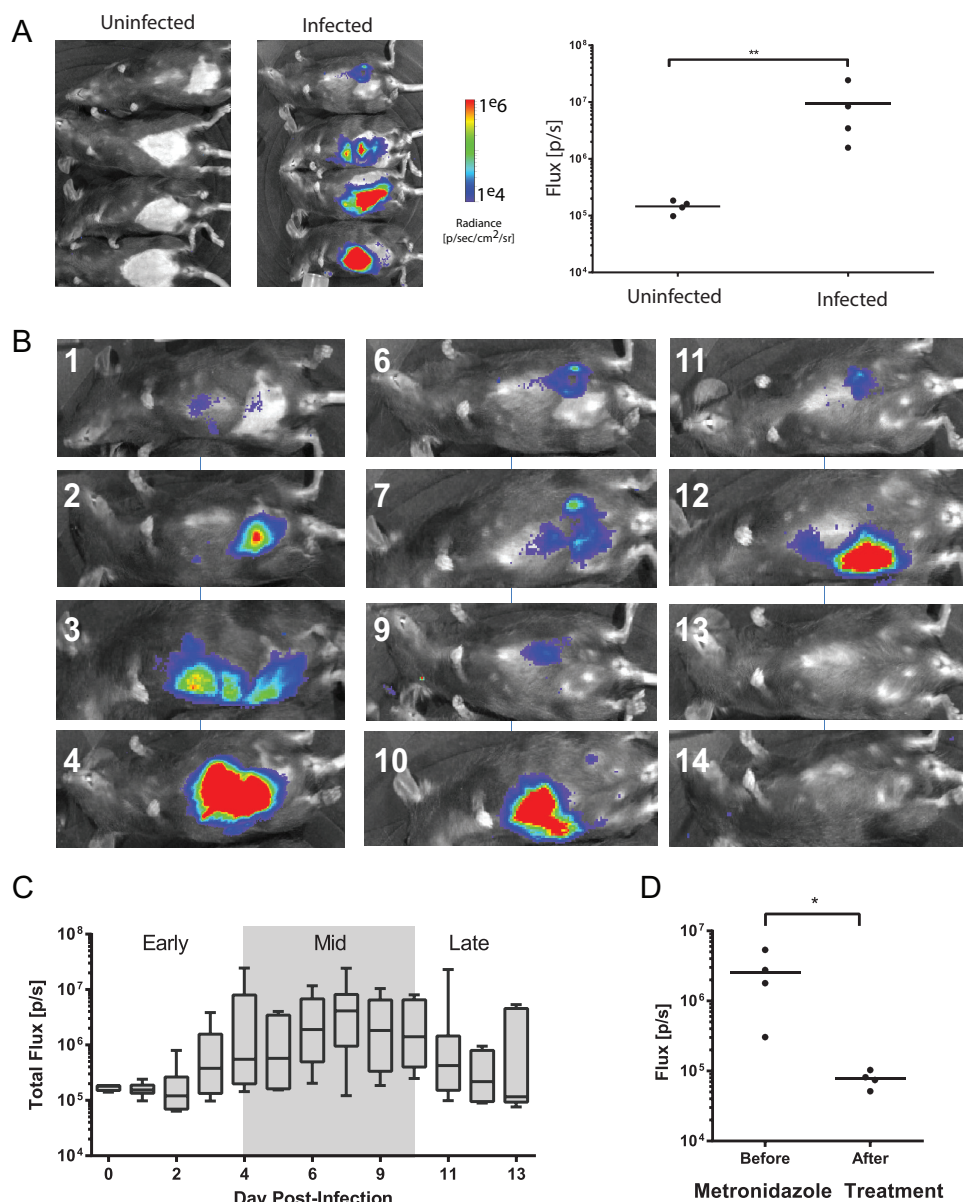 A
Uninfected
Infected
1e6
1e4
Radiance
[p/sec/cm²/sr]
**
Flux [p/s]
10⁸
10⁷
10⁶
10⁵
10⁴
Uninfected
Infected
B
1
6
11
2
7
12
3
9
13
4
10
14
C
Early
Mid
Late
Total Flux [p/s]
10⁸
10⁷
10⁶
10⁵
10⁴
0 2 4 6 9 11 13
Day Post-Infection
D
*
Flux [p/s]
10⁷
10⁶
10⁵
10⁴
Before After
Metronidazole Treatment